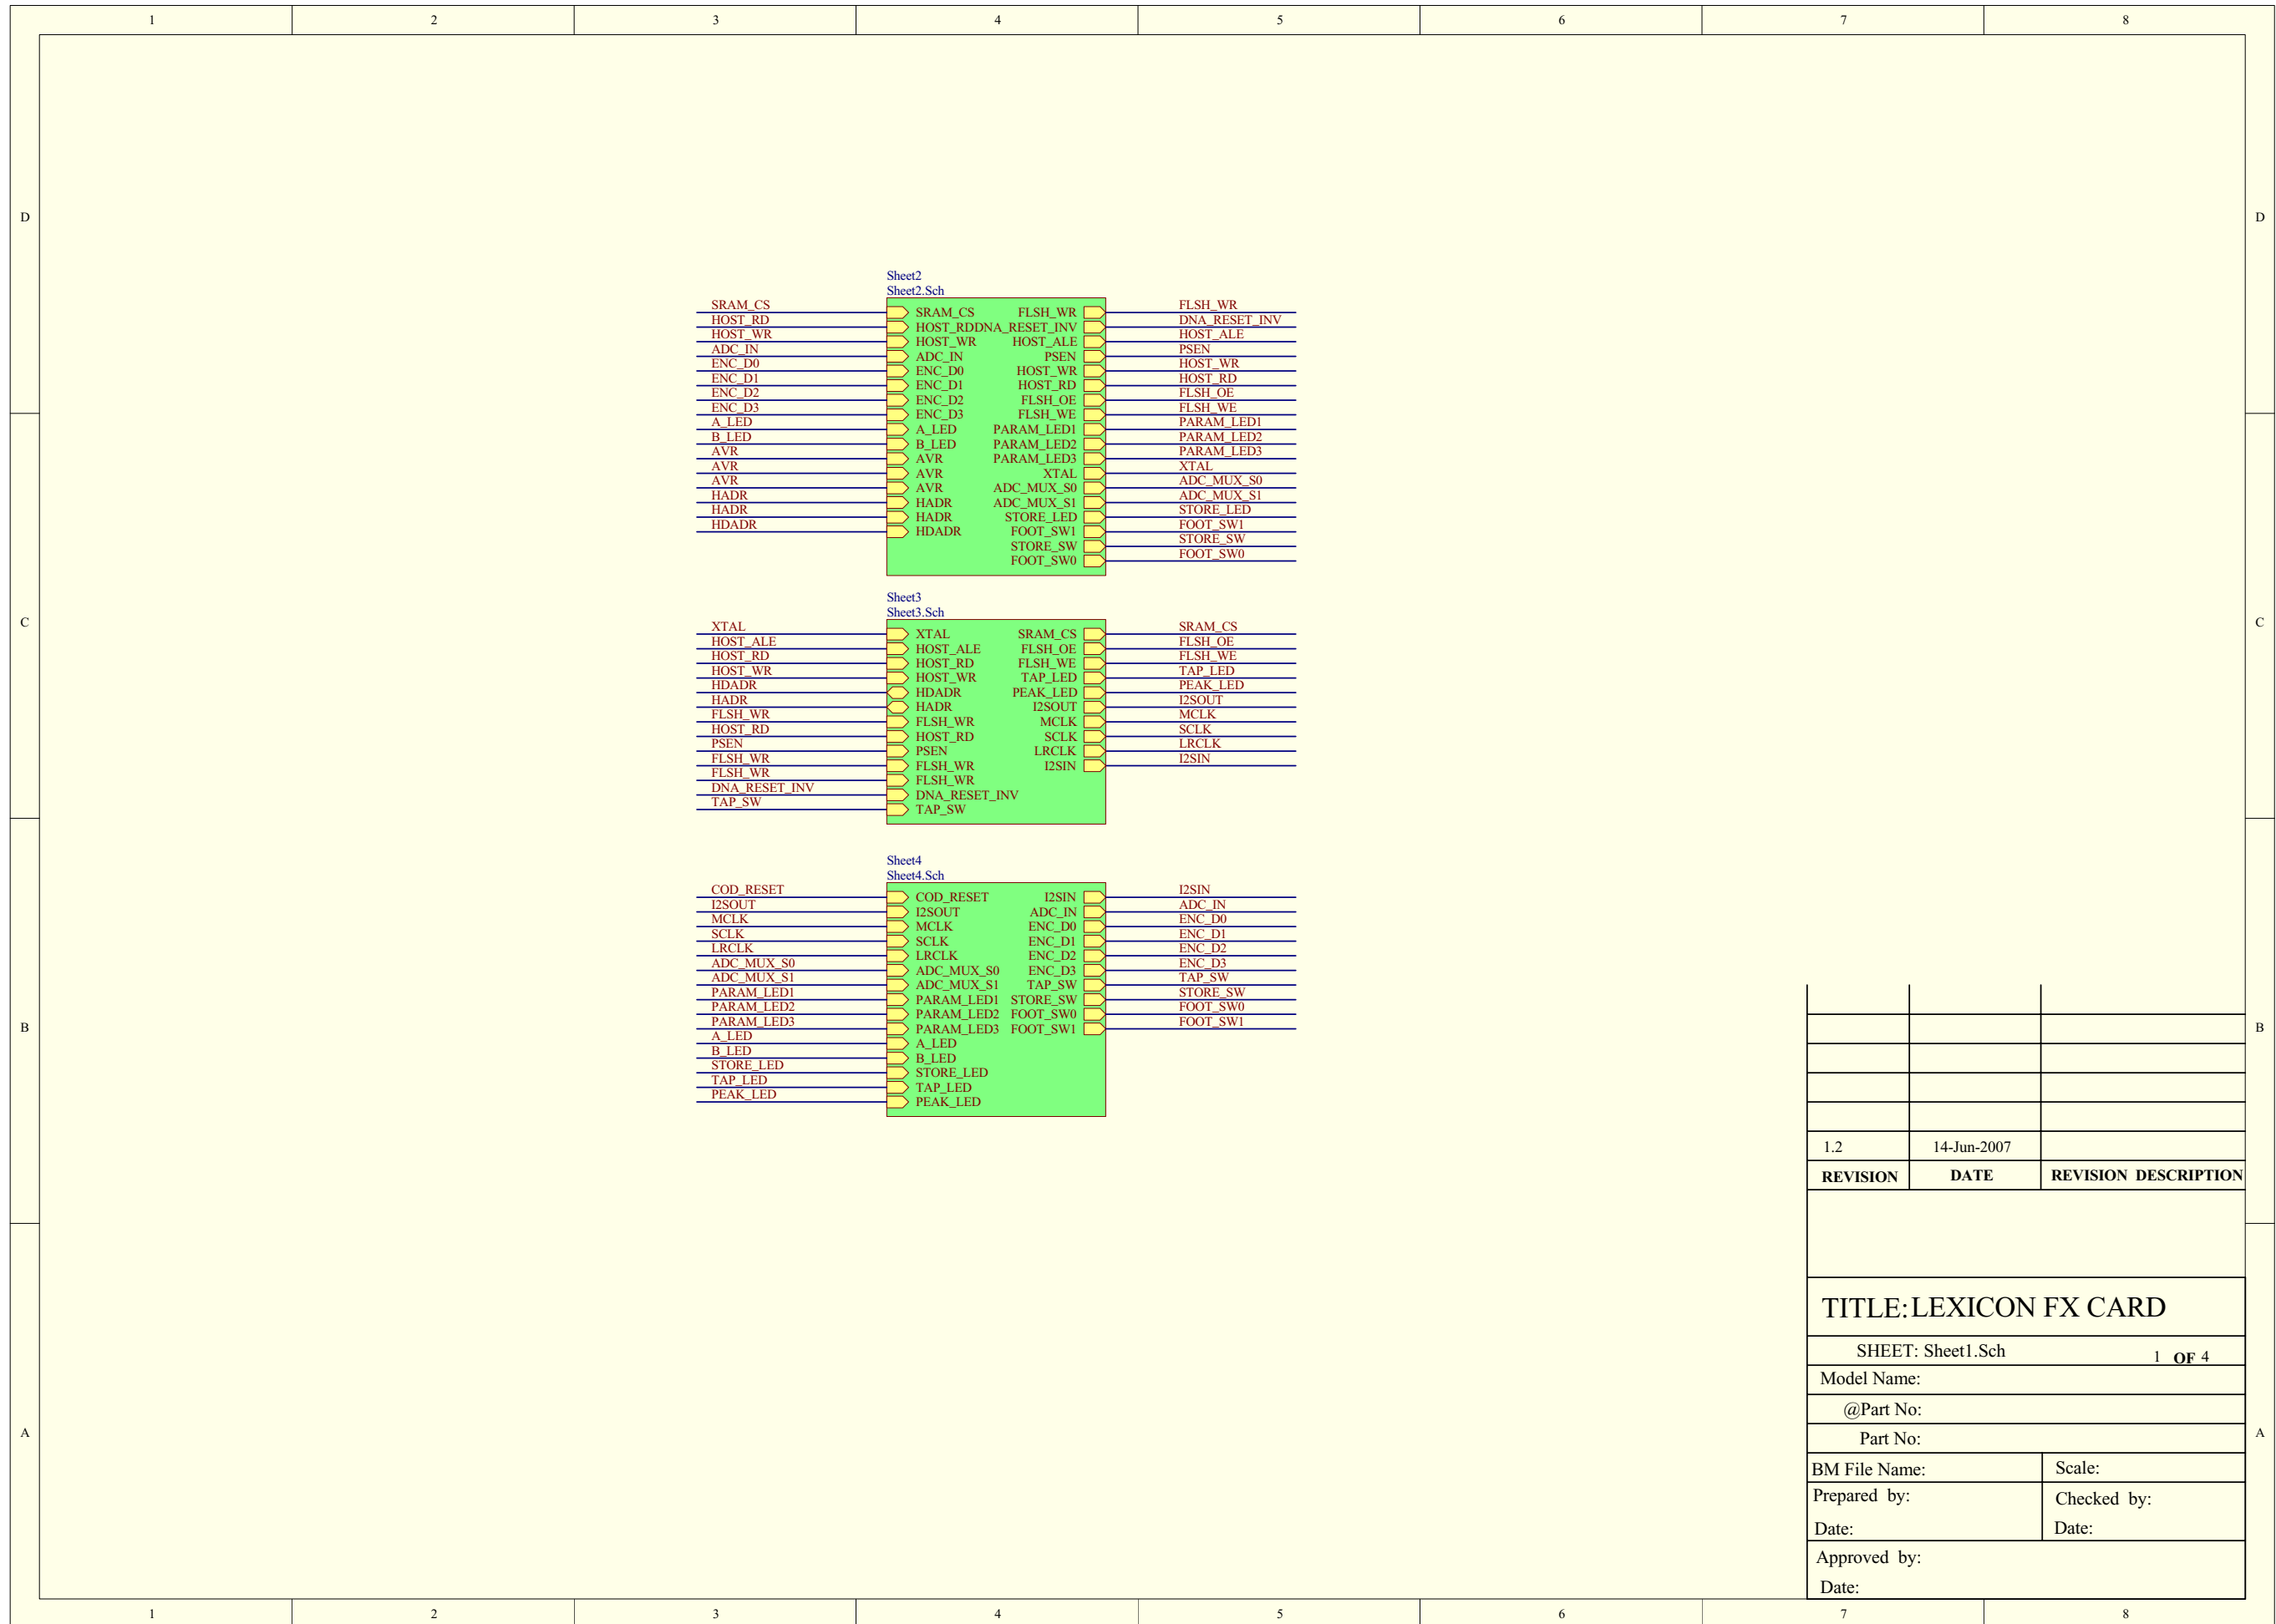 1 2 3 4 5 6 7 8
D D
C C
B B
A A
Sheet2
Sheet2.Sch
SRAM_CS SRAM_CS FLSH_WR FLSH_WR
HOST_RD HOST_RD DNA_RESET_INV DNA_RESET_INV
HOST_WR HOST_WR HOST_ALE HOST_ALE
ADC_IN ADC_IN PSEN PSEN
ENC_D0 ENC_D0 HOST_WR HOST_WR
ENC_D1 ENC_D1 HOST_RD HOST_RD
ENC_D2 ENC_D2 FLSH_OE FLSH_OE
ENC_D3 ENC_D3 FLSH_WE FLSH_WE
A_LED A_LED PARAM_LED1 PARAM_LED1
B_LED B_LED PARAM_LED2 PARAM_LED2
AVR AVR PARAM_LED3 PARAM_LED3
AVR AVR XTAL XTAL
AVR AVR ADC_MUX_S0 ADC_MUX_S0
HADR HADR ADC_MUX_S1 ADC_MUX_S1
HADR HADR STORE_LED STORE_LED
HDADR HDADR FOOT_SW1 FOOT_SW1
STORE_SW STORE_SW
FOOT_SW0 FOOT_SW0
Sheet3
Sheet3.Sch
XTAL XTAL SRAM_CS SRAM_CS
HOST_ALE HOST_ALE FLSH_OE FLSH_OE
HOST_RD HOST_RD FLSH_WE FLSH_WE
HOST_WR HOST_WR TAP_LED TAP_LED
HDADR HDADR PEAK_LED PEAK_LED
HADR HADR I2SOUT I2SOUT
FLSH_WR FLSH_WR MCLK MCLK
HOST_RD HOST_RD SCLK SCLK
PSEN PSEN LRCLK LRCLK
FLSH_WR FLSH_WR I2SIN I2SIN
FLSH_WR FLSH_WR
DNA_RESET_INV DNA_RESET_INV
TAP_SW TAP_SW
Sheet4
Sheet4.Sch
COD_RESET COD_RESET I2SIN I2SIN
I2SOUT I2SOUT ADC_IN ADC_IN
MCLK MCLK ENC_D0 ENC_D0
SCLK SCLK ENC_D1 ENC_D1
LRCLK LRCLK ENC_D2 ENC_D2
ADC_MUX_S0 ADC_MUX_S0 ENC_D3 ENC_D3
ADC_MUX_S1 ADC_MUX_S1 TAP_SW TAP_SW
PARAM_LED1 PARAM_LED1 STORE_SW STORE_SW
PARAM_LED2 PARAM_LED2 FOOT_SW0 FOOT_SW0
PARAM_LED3 PARAM_LED3 FOOT_SW1 FOOT_SW1
A_LED A_LED
B_LED B_LED
STORE_LED STORE_LED
TAP_LED TAP_LED
PEAK_LED PEAK_LED
1.2 14-Jun-2007
REVISION DATE REVISION DESCRIPTION
TITLE: LEXICON FX CARD
SHEET: Sheet1.Sch 1 OF 4
Model Name:
@Part No:
Part No:
BM File Name: Scale:
Prepared by: Checked by:
Date: Date:
Approved by:
Date:
1 2 3 4 5 6 7 8